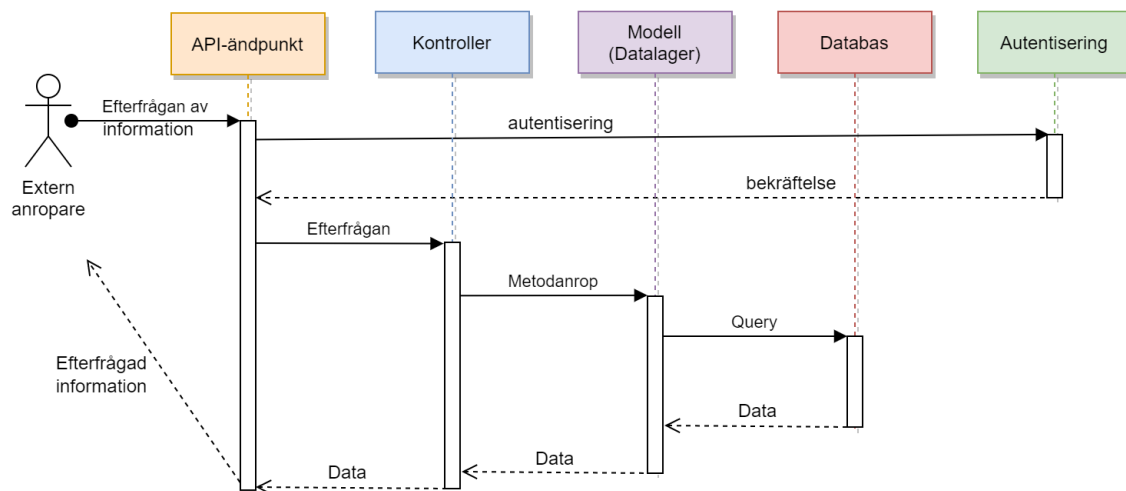 API-ändpunkt
Kontroller
Modell
(Datalager)
Databas
Autentisering
Efterfrågan av
information
autentisering
Extern
anropare
bekräftelse
Efterfrågan
Metodanrop
Query
Efterfrågad
information
Data
Data
Data